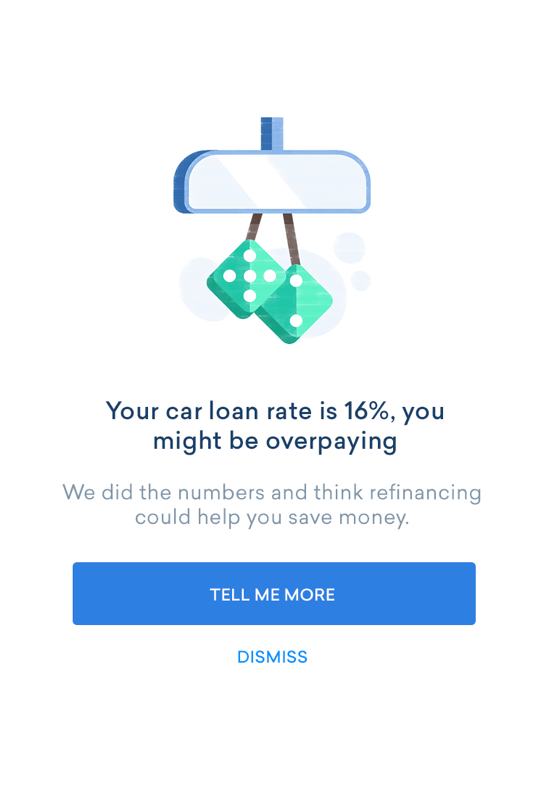 Your car loan rate is 16%, you
might be overpaying
We did the numbers and think refinancing
could help you save money.
TELL ME MORE
DISMISS